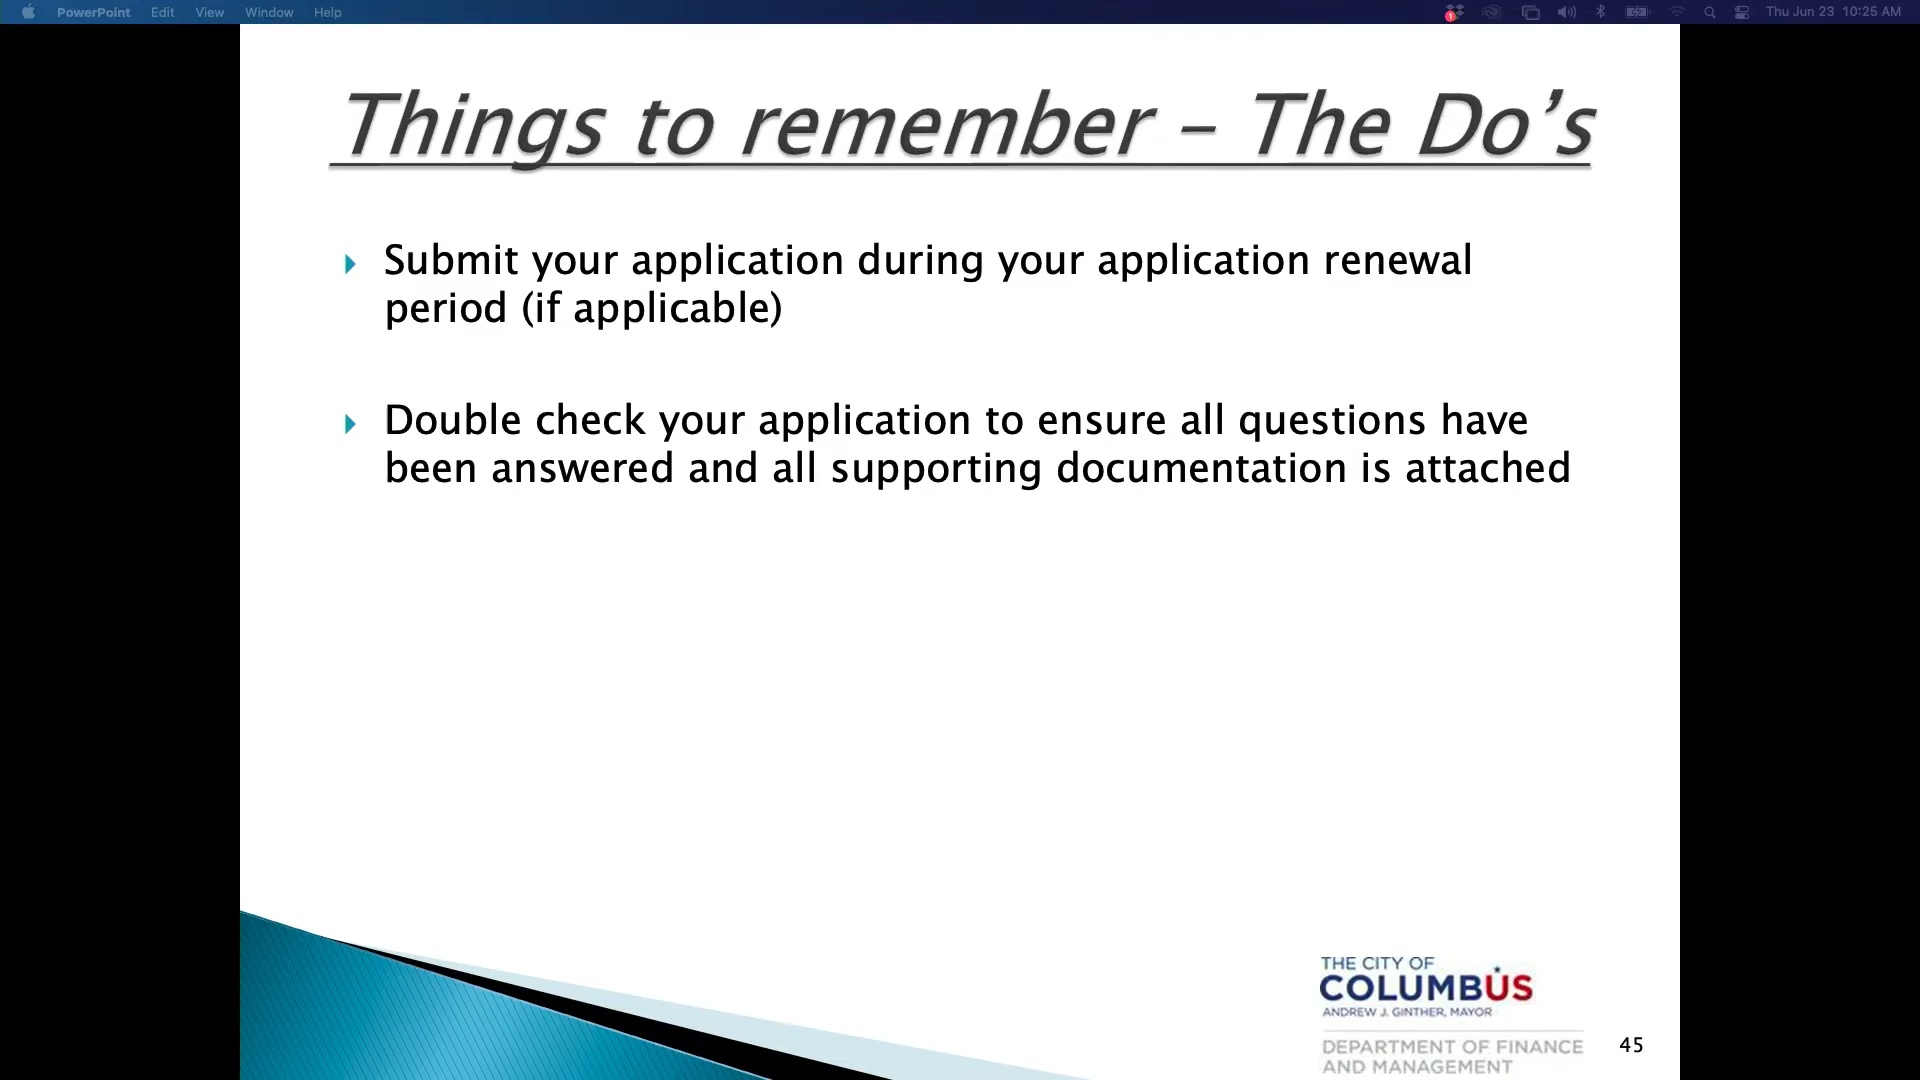 PowerPoint Edit View Window Help
1 Thu Jun 23 10:25 AM
Things to remember – The Do’s
Submit your application during your application renewal
period (if applicable)
Double check your application to ensure all questions have
been answered and all supporting documentation is attached
THE CITY OF
COLUMBUS
ANDREW J. GINTHER, MAYOR
DEPARTMENT OF FINANCE
AND MANAGEMENT
45